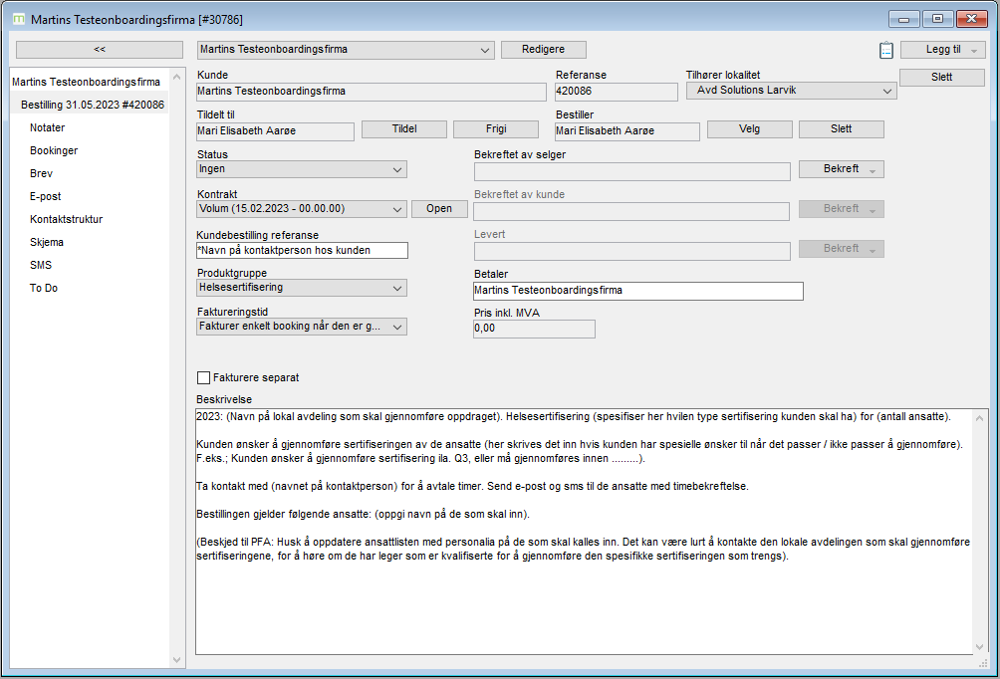 Martins Testeonboardingsfirma [#30786]
<<
Martins Testeonboardingsfirma
Redigere
Legg til
Martins Testeonboardingsfirma
Bestilling 31.05.2023 #420086
Notater
Bookinger
Brev
E-post
Kontaktstruktur
Skjema
SMS
To Do
Kunde
Referanse
Tilhører lokalitet
Slett
Martins Testeonboardingsfirma
420086
Avd Solutions Larvik
Tildelt til
Bestiller
Mari Elisabeth Aarøe
Tildel
Frigi
Mari Elisabeth Aarøe
Velg
Slett
Status
Bekreftet av selger
Ingen
Bekreft
Kontrakt
Bekreftet av kunde
Volum (15.02.2023 - 00.00.00)
Open
Bekreft
Kundebestilling referanse
Levert
*Navn på kontaktperson hos kunden
Bekreft
Produktgruppe
Betaler
Helsesertifisering
Martins Testeonboardingsfirma
Faktureringstid
Pris inkl. MVA
Fakturer enkelt booking når den er g...
0,00
Fakturere separat
Beskrivelse
2023: (Navn på lokal avdeling som skal gjennomføre oppdraget). Helsesertifisering (spesifiser her hvilen type sertifisering kunden skal ha) for (antall ansatte).
Kunden ønsker å gjennomføre sertifiseringen av de ansatte (her skrives det inn hvis kunden har spesielle ønsker til når det passer / ikke passer å gjennomføre).
F.eks.; Kunden ønsker å gjennomføre sertifisering ila. Q3, eller må gjennomføres innen .........).
Ta kontakt med (navnet på kontaktperson) for å avtale timer. Send e-post og sms til de ansatte med timebekreftelse.
Bestillingen gjelder følgende ansatte: (oppgi navn på de som skal inn).
(Beskjed til PFA: Husk å oppdatere ansattlisten med personalia på de som skal kalles inn. Det kan være lurt å kontakte den lokale avdelingen som skal gjennomføre
sertifiseringene, for å høre om de har leger som er kvalifiserte for å gjennomføre den spesifikke sertifiseringen som trengs).